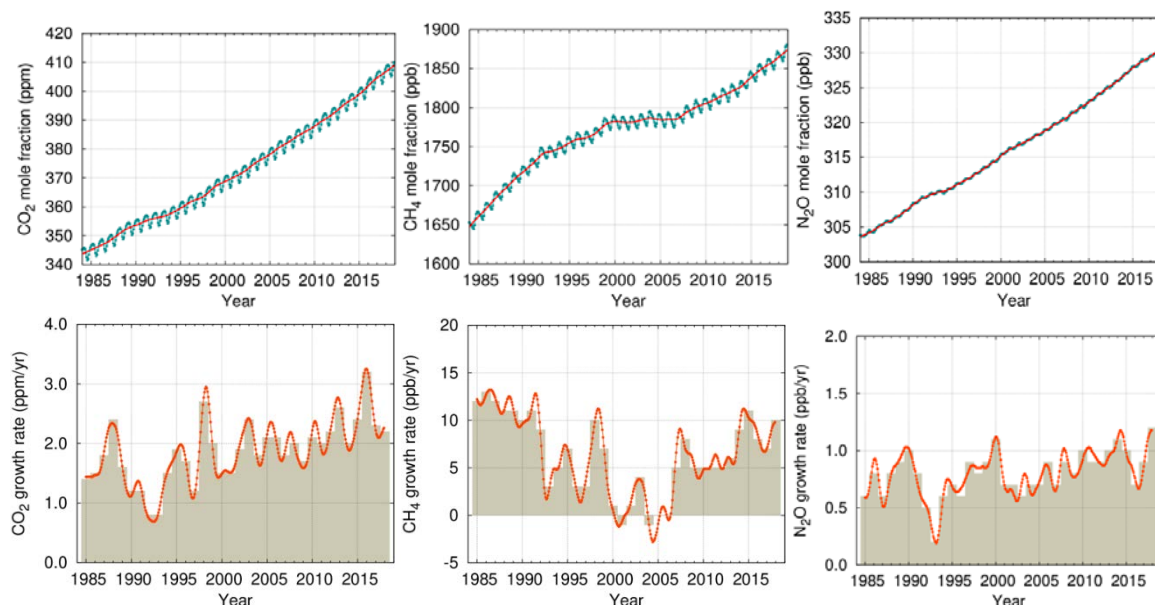 CO2 mole fraction (ppm)
420
410
400
390
380
370
360
350
340
1985 1990 1995 2000 2005 2010 2015
Year
CH4 mole fraction (ppb)
1900
1850
1800
1750
1700
1650
1600
1985 1990 1995 2000 2005 2010 2015
Year
N2O mole fraction (ppb)
335
330
325
320
315
310
305
300
1985 1990 1995 2000 2005 2010 2015
Year
CO2 growth rate (ppm/yr)
4.0
3.0
2.0
1.0
0.0
1985 1990 1995 2000 2005 2010 2015
Year
CH4 growth rate (ppb/yr)
20
15
10
5
0
-5
1985 1990 1995 2000 2005 2010 2015
Year
N2O growth rate (ppb/yr)
2.0
1.5
1.0
0.5
0.0
1985 1990 1995 2000 2005 2010 2015
Year